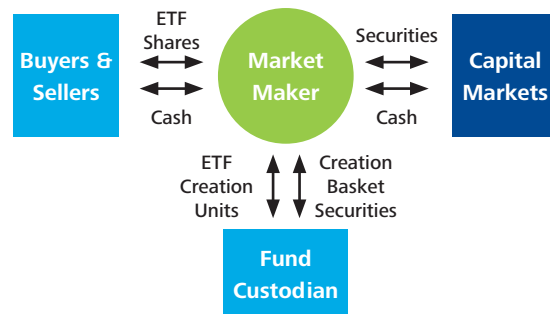 ETF
Shares
Buyers &
Sellers
Cash
Market
Maker
Securities
Cash
Capital
Markets
ETF
Creation
Units
Creation
Basket
Securities
Fund
Custodian